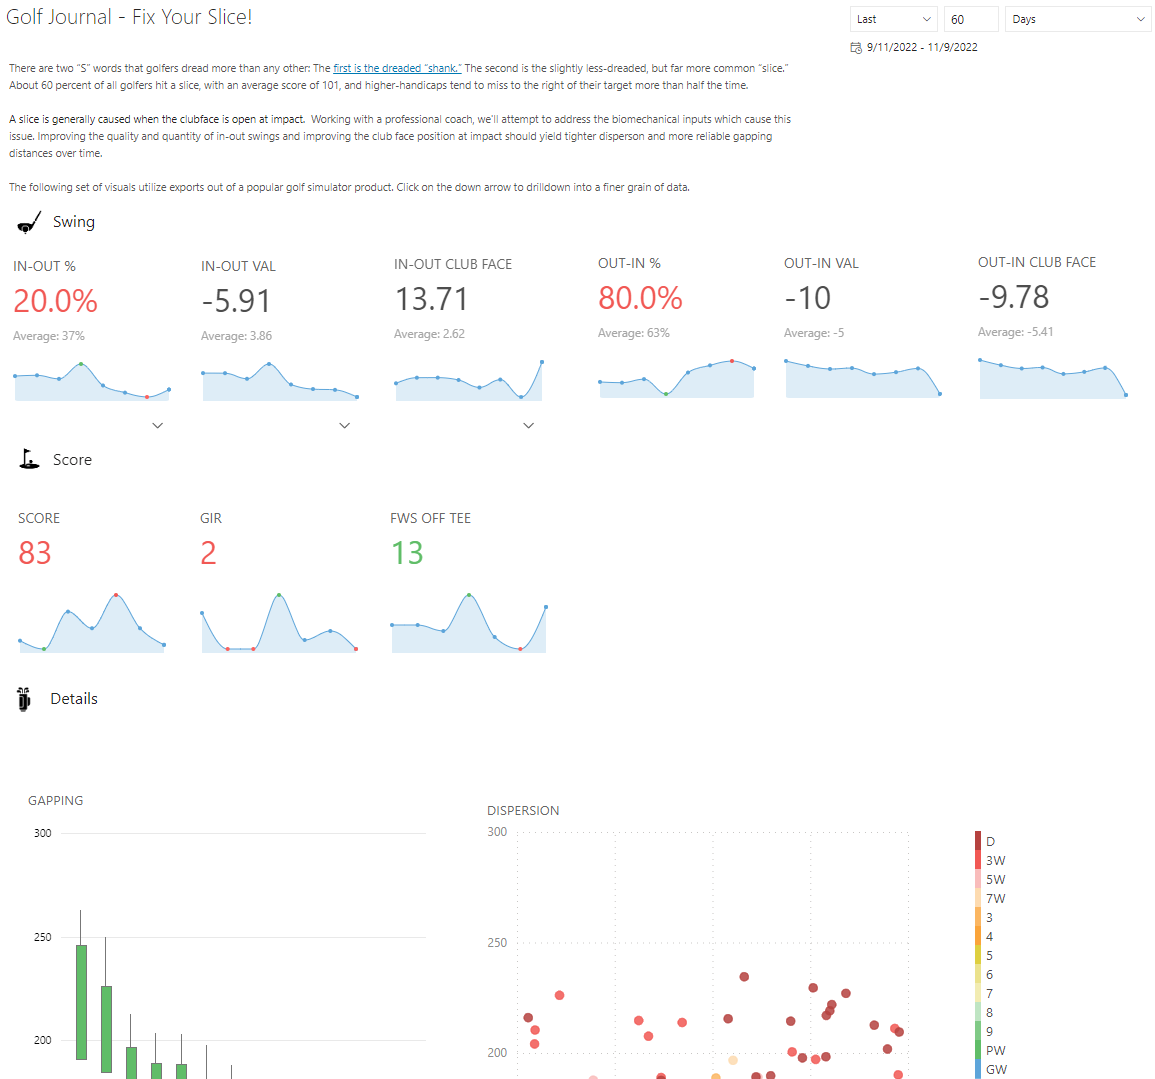 Golf Journal - Fix Your Slice!
Last
60
Days
9/11/2022 - 11/9/2022
There are two “S” words that golfers dread more than any other: The first is the dreaded “shank.” The second is the slightly less-dreaded, but far more common “slice.”
About 60 percent of all golfers hit a slice, with an average score of 101, and higher-handicaps tend to miss to the right of their target more than half the time.
A slice is generally caused when the clubface is open at impact.  Working with a professional coach, we'll attempt to address the biomechanical inputs which cause this
issue. Improving the quality and quantity of in-out swings and improving the club face position at impact should yield tighter disperson and more reliable gapping
distances over time.
The following set of visuals utilize exports out of a popular golf simulator product. Click on the down arrow to drilldown into a finer grain of data.
Swing
IN-OUT %
20.0%
Average: 37%
IN-OUT VAL
-5.91
Average: 3.86
IN-OUT CLUB FACE
13.71
Average: 2.62
OUT-IN %
80.0%
Average: 63%
OUT-IN VAL
-10
Average: -5
OUT-IN CLUB FACE
-9.78
Average: -5.41
Score
SCORE
83
GIR
2
FWS OFF TEE
13
Details
GAPPING
300
250
200
DISPERSION
300
250
200
D
3W
5W
7W
3
4
5
6
7
8
9
PW
GW